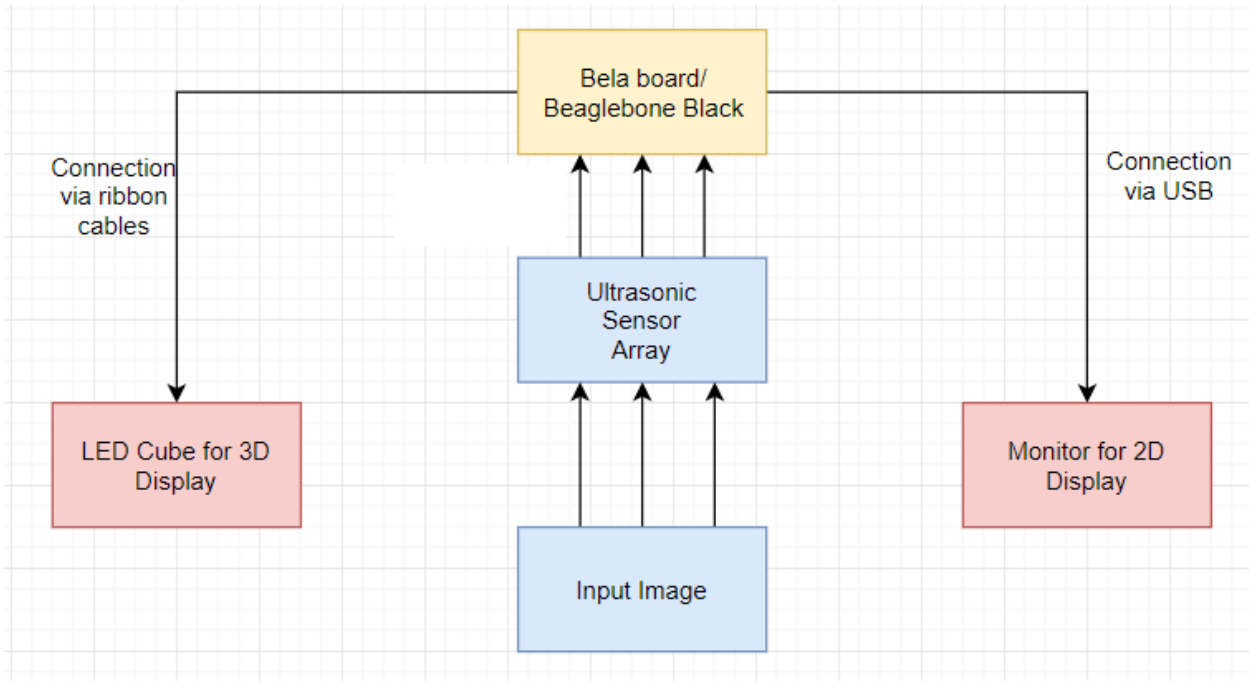 Bela board/
Beaglebone Black
Connection
via ribbon
cables
Connection
via USB
Ultrasonic
Sensor
Array
LED Cube for 3D
Display
Monitor for 2D
Display
Input Image